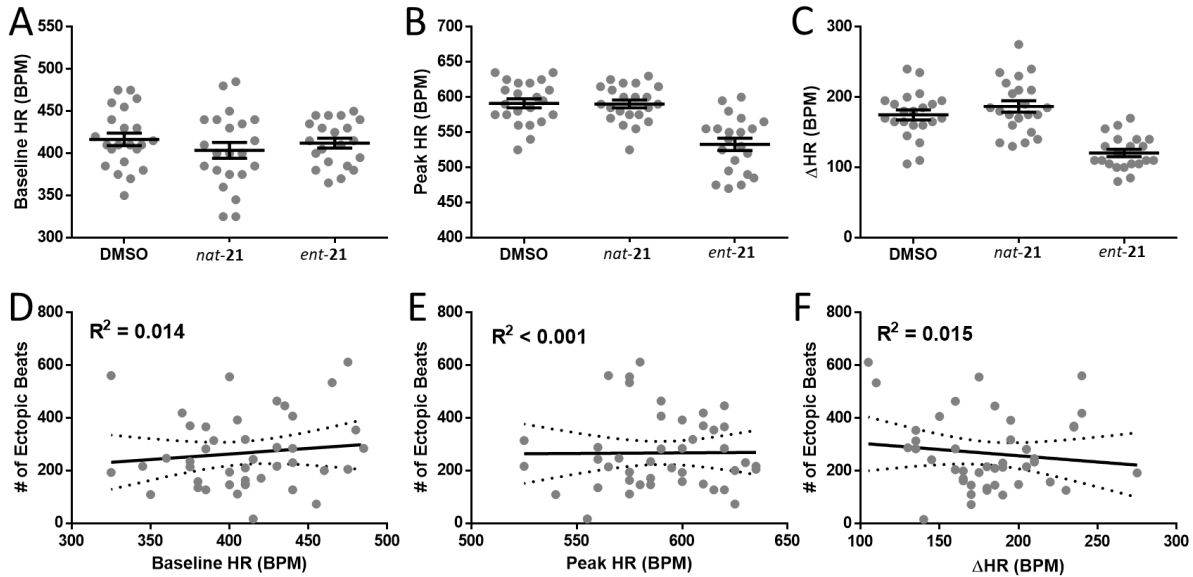 A
Baseline HR (BPM)
550
500
450
400
350
300
DMSO
nat-21
ent-21
B
Peak HR (BPM)
700
650
600
550
500
450
400
DMSO
nat-21
ent-21
C
ΔHR (BPM)
300
200
100
0
DMSO
nat-21
ent-21
D
# of Ectopic Beats
800
600
400
200
0
R² = 0.014
300
350
400
450
500
Baseline HR (BPM)
E
# of Ectopic Beats
800
600
400
200
0
R² < 0.001
500
550
600
650
Peak HR (BPM)
F
# of Ectopic Beats
800
600
400
200
0
R² = 0.015
100
150
200
250
300
ΔHR (BPM)